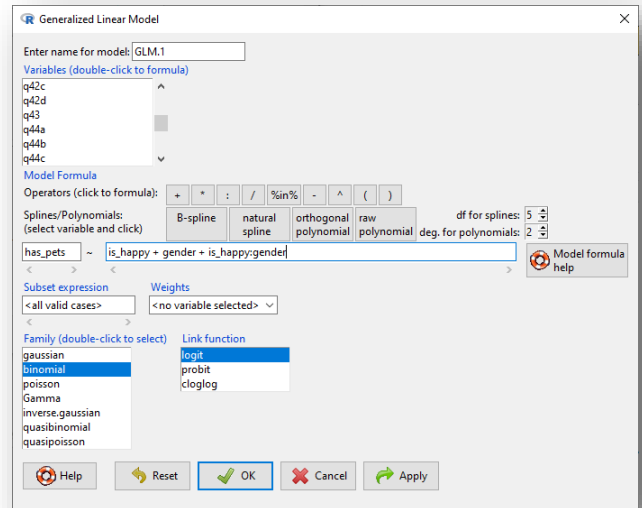 Generalized Linear Model
Enter name for model: GLM.1
Variables (double-click to formula)
q42c
q42d
q43
q44a
q44b
q44c
Model Formula
Operators (click to formula): + * : / %in% - ^ ( )
Splines/Polynomials:
(select variable and click)
B-spline
natural
spline
orthogonal
polynomial
raw
polynomial
df for splines: 5
deg. for polynomials: 2
has_pets ~ is_happy + gender + is_happy:gender
Model formula
help
Subset expression Weights
<all valid cases> <no variable selected>
Family (double-click to select) Link function
gaussian logit
binomial probit
poisson cloglog
Gamma
inverse.gaussian
quasibinomial
quasipoisson
Help Reset OK Cancel Apply